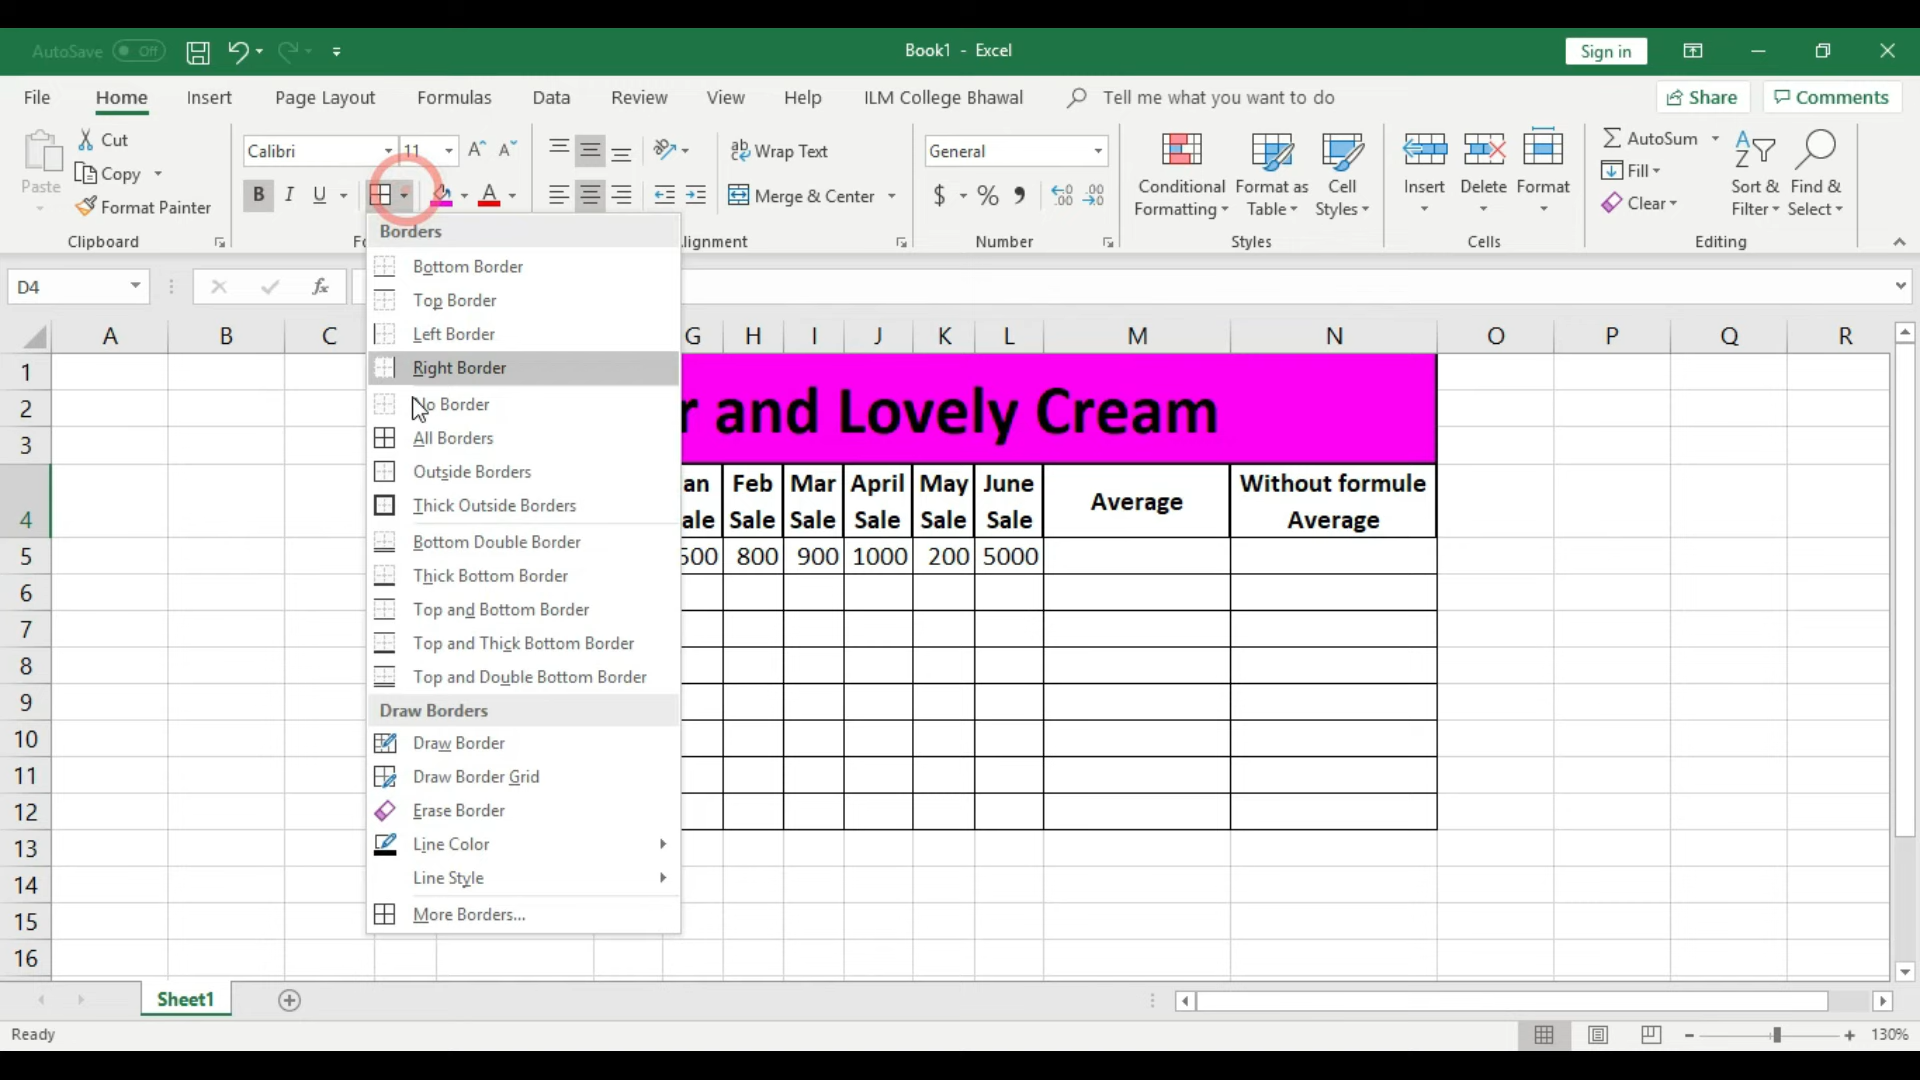 AutoSave Off Book1 - Excel Sign in
File Home Insert Page Layout Formulas Data Review View Help ILM College Bhawal Tell me what you want to do Share Comments
Paste
Cut
Copy
Format Painter
Clipboard
Calibri 11
B I U A
Wrap Text
Merge & Center
Alignment
General
$ % ,
Number
Conditional Formatting
Format as Table
Cell Styles
Styles
Insert Delete Format
Cells
AutoSum
Fill
Clear
Sort & Filter
Find & Select
Editing
D4 fx
Borders
Bottom Border
Top Border
Left Border
Right Border
No Border
All Borders
Outside Borders
Thick Outside Borders
Bottom Double Border
Thick Bottom Border
Top and Bottom Border
Top and Thick Bottom Border
Top and Double Bottom Border
Draw Borders
Draw Border
Draw Border Grid
Erase Border
Line Color
Line Style
More Borders...
A B C G H I J K L M N O P Q R
1
2 and Lovely Cream
3
4 Feb Sale Mar Sale April Sale May Sale June Sale Average Without formule Average
5 800 900 1000 200 5000
6
7
8
9
10
11
12
13
14
15
16
Sheet1
Ready 130%